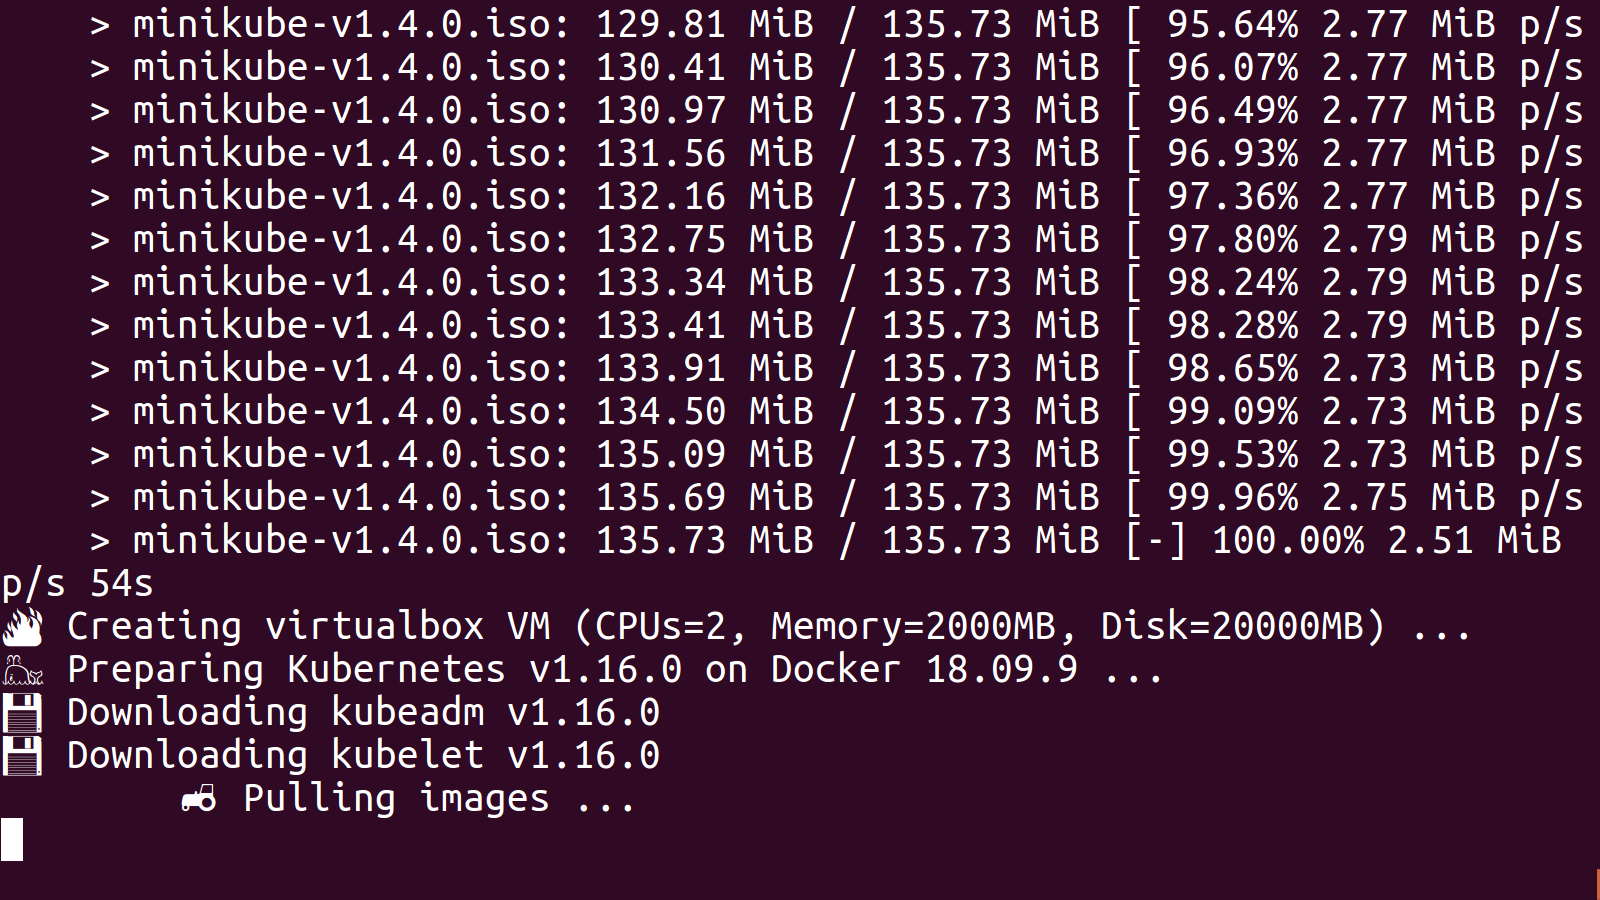 > minikube-v1.4.0.iso: 129.81 MiB / 135.73 MiB [ 95.64% 2.77 MiB p/s
> minikube-v1.4.0.iso: 130.41 MiB / 135.73 MiB [ 96.07% 2.77 MiB p/s
> minikube-v1.4.0.iso: 130.97 MiB / 135.73 MiB [ 96.49% 2.77 MiB p/s
> minikube-v1.4.0.iso: 131.56 MiB / 135.73 MiB [ 96.93% 2.77 MiB p/s
> minikube-v1.4.0.iso: 132.16 MiB / 135.73 MiB [ 97.36% 2.77 MiB p/s
> minikube-v1.4.0.iso: 132.75 MiB / 135.73 MiB [ 97.80% 2.79 MiB p/s
> minikube-v1.4.0.iso: 133.34 MiB / 135.73 MiB [ 98.24% 2.79 MiB p/s
> minikube-v1.4.0.iso: 133.41 MiB / 135.73 MiB [ 98.28% 2.79 MiB p/s
> minikube-v1.4.0.iso: 133.91 MiB / 135.73 MiB [ 98.65% 2.73 MiB p/s
> minikube-v1.4.0.iso: 134.50 MiB / 135.73 MiB [ 99.09% 2.73 MiB p/s
> minikube-v1.4.0.iso: 135.09 MiB / 135.73 MiB [ 99.53% 2.73 MiB p/s
> minikube-v1.4.0.iso: 135.69 MiB / 135.73 MiB [ 99.96% 2.75 MiB p/s
> minikube-v1.4.0.iso: 135.73 MiB / 135.73 MiB [-] 100.00% 2.51 MiB
p/s 54s
🔥 Creating virtualbox VM (CPUs=2, Memory=2000MB, Disk=20000MB) ...
🐳 Preparing Kubernetes v1.16.0 on Docker 18.09.9 ...
💾 Downloading kubeadm v1.16.0
💾 Downloading kubelet v1.16.0
🚜 Pulling images ...